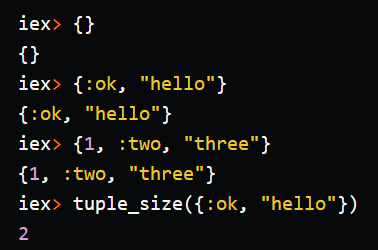 iex> {}
{}
iex> {:ok, "hello"}
{:ok, "hello"}
iex> {1, :two, "three"}
{1, :two, "three"}
iex> tuple_size({:ok, "hello"})
2